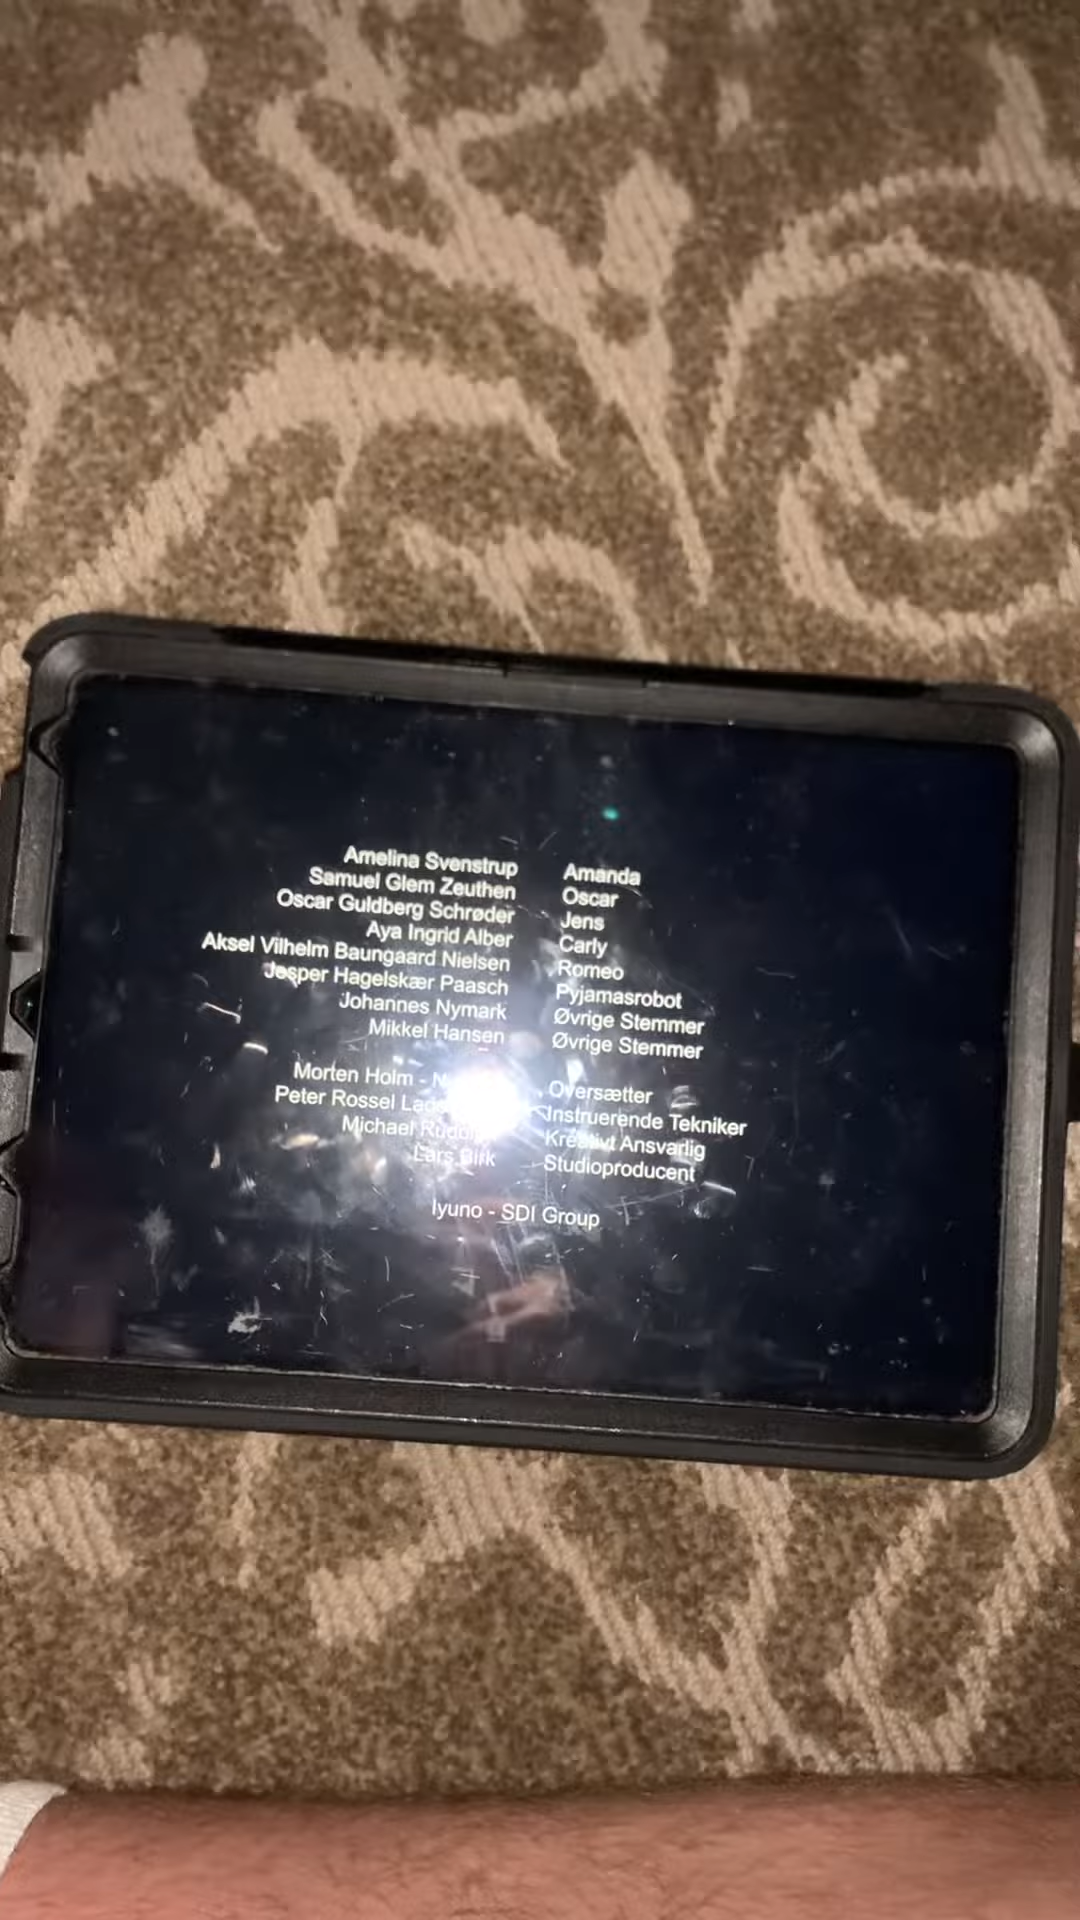 Amelina Svenstrup Amanda
Samuel Glem Zeuthen Oscar
Oscar Guldberg Schrøder Jens
Aya Ingrid Alber Carly
Aksel Vilhelm Baungaard Nielsen Romeo
Jesper Hagelskær Paasch Pyjamasrobot
Johannes Nymark Øvrige Stemmer
Mikkel Hansen Øvrige Stemmer
Morten Holm - Oversætter
Peter Rossel Instruerende Tekniker
Michael Kreativt Ansvarlig
Lars Birk Studioproducent
Iyuno - SDI Group